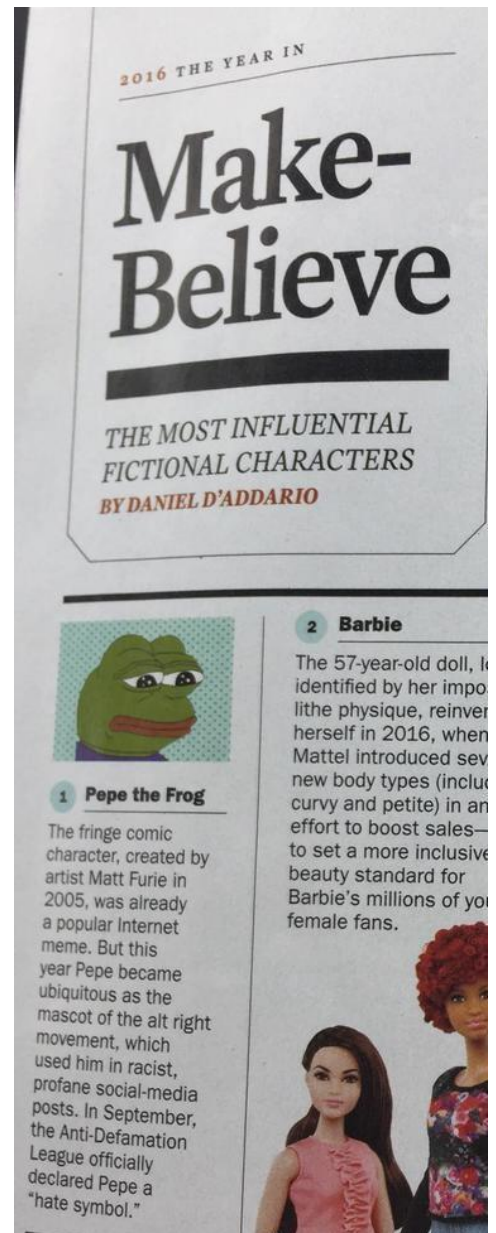 2016 THE YEAR IN
Make-
Believe
THE MOST INFLUENTIAL
FICTIONAL CHARACTERS
BY DANIEL D'ADDARIO
1 Pepe the Frog
The fringe comic
character, created by
artist Matt Furie in
2005, was already
a popular Internet
meme. But this
year Pepe became
ubiquitous as the
mascot of the alt right
movement, which
used him in racist,
profane social-media
posts. In September,
the Anti-Defamation
League officially
declared Pepe a
“hate symbol.”
2 Barbie
The 57-year-old doll,
identified by her
lithe physique,
herself in 2016, when
Mattel introduced
new body types
curvy and petite) in an
effort to boost sales—
to set a more inclusive
beauty standard for
Barbie's millions of
female fans.